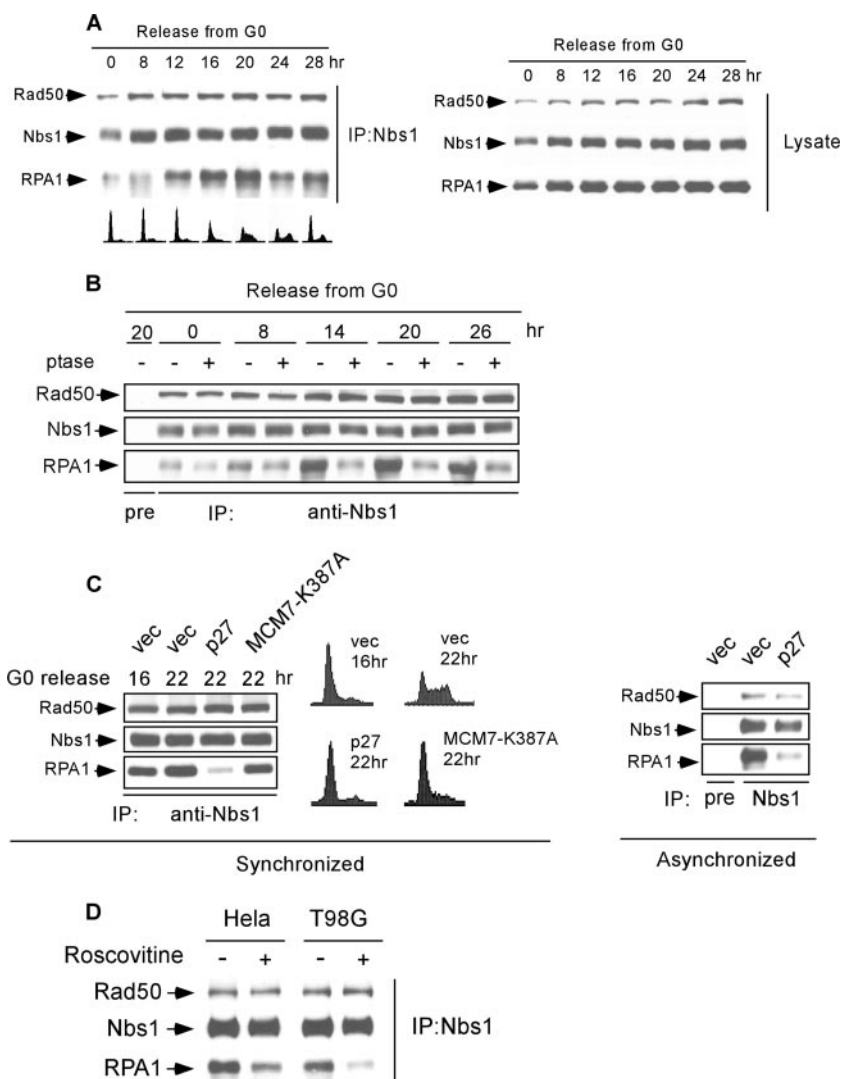 A
Release from G0
0 8 12 16 20 24 28 hr
Rad50
Nbs1
RPA1
IP:Nbs1
Release from G0
0 8 12 16 20 24 28 hr
Rad50
Nbs1
RPA1
Lysate
B
Release from G0
20 0 8 14 20 26 hr
ptase - - + - + - + - + - +
Rad50
Nbs1
RPA1
pre IP: anti-Nbs1
C
vec vec p27 MCM7-K387A
G0 release 16 22 22 22 hr
Rad50
Nbs1
RPA1
IP: anti-Nbs1
vec
16hr
vec
22hr
p27
22hr
MCM7-K387A
22hr
Synchronized
vec vec p27
Rad50
Nbs1
RPA1
IP: pre Nbs1
Asynchronized
D
Hela T98G
Roscovitine - + - +
Rad50
Nbs1
RPA1
IP:Nbs1